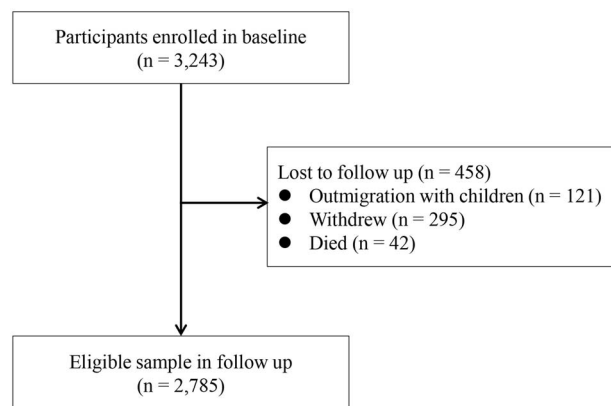 Participants enrolled in baseline
(n = 3,243)
Lost to follow up (n = 458)
● Outmigration with children (n = 121)
● Withdrew (n = 295)
● Died (n = 42)
Eligible sample in follow up
(n = 2,785)